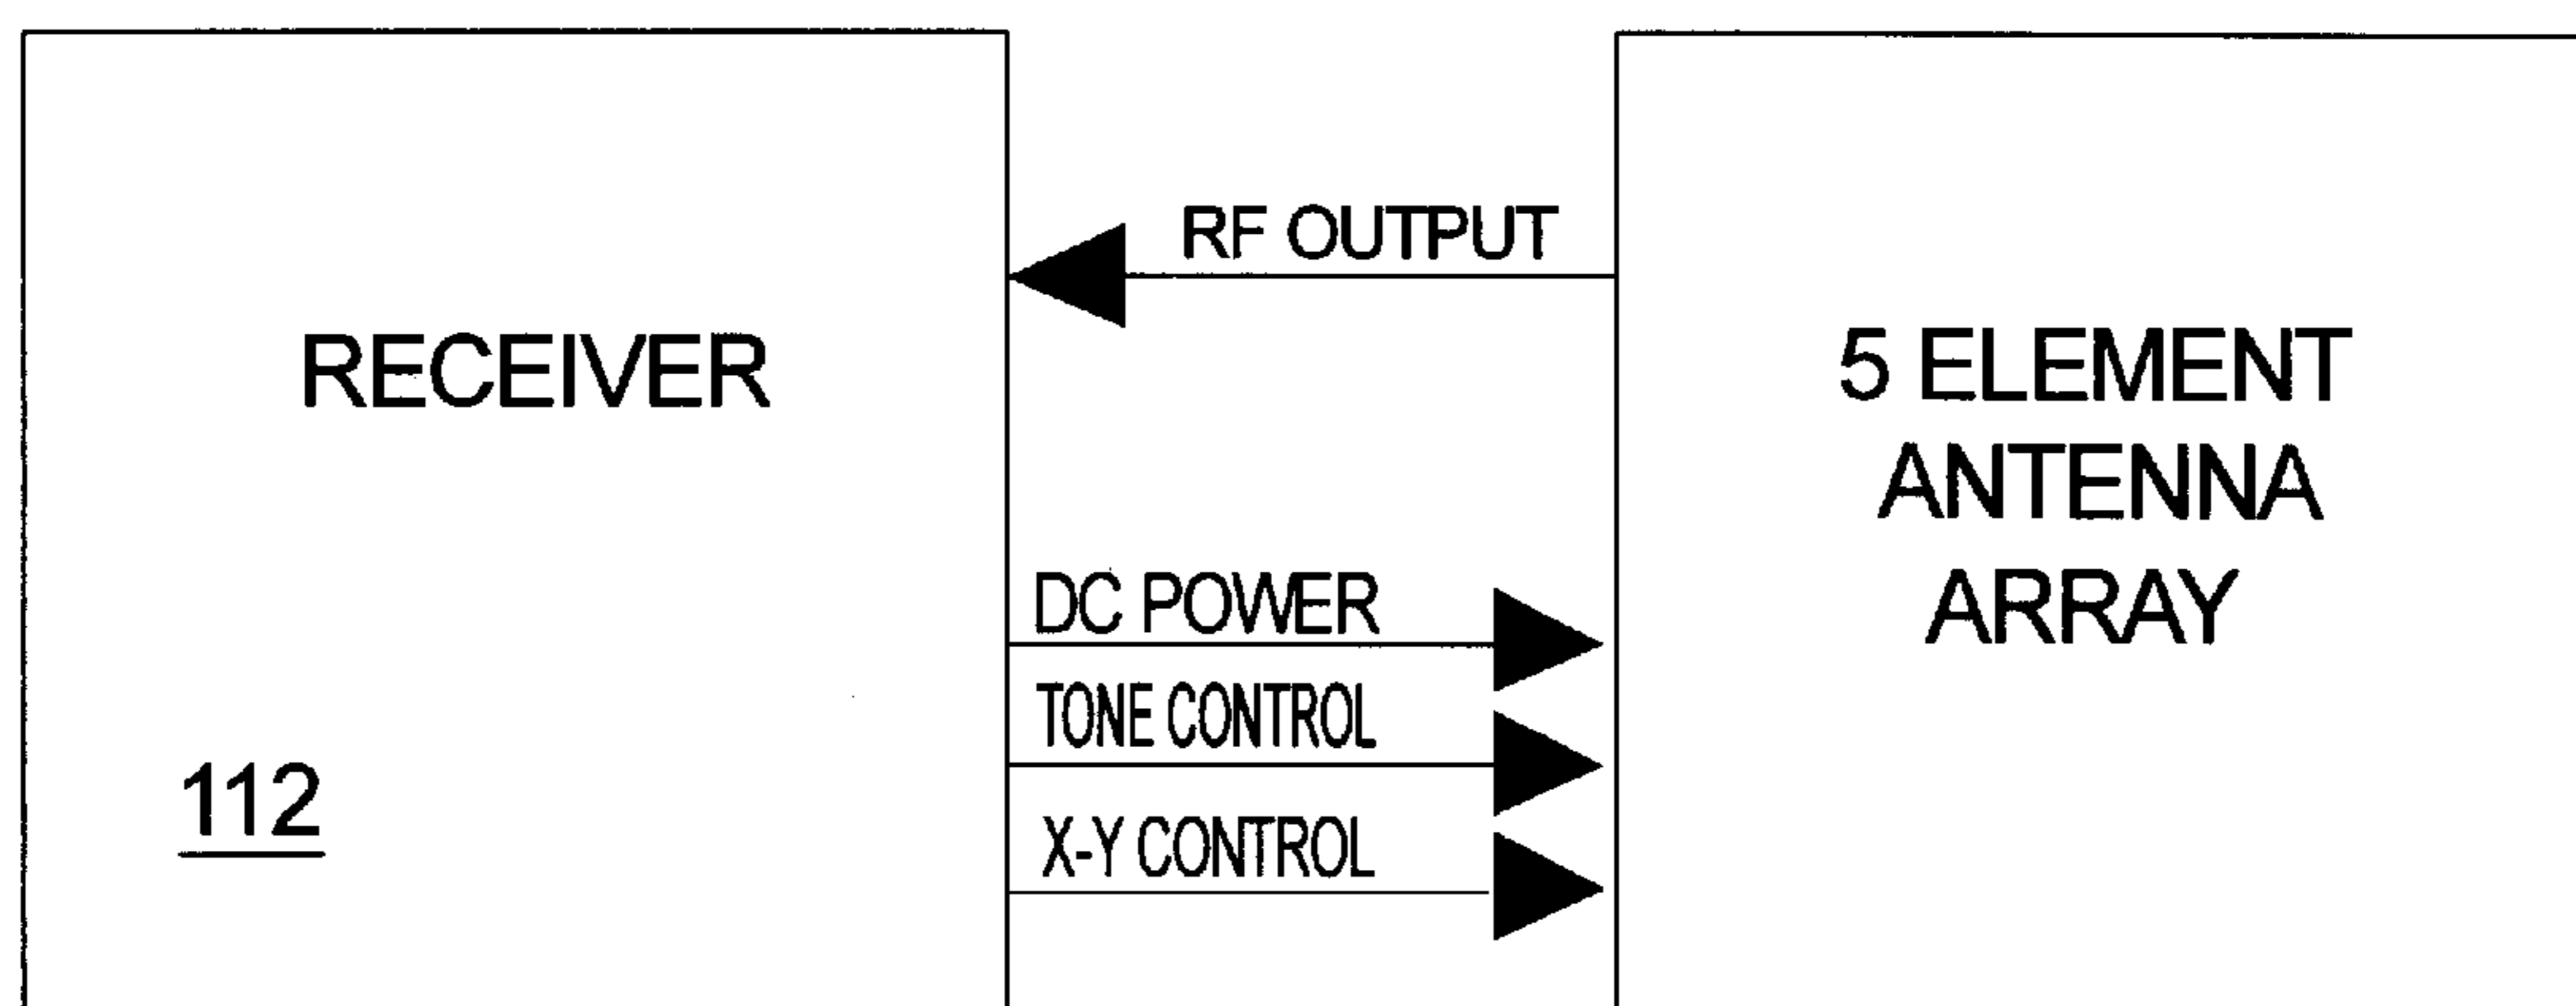 RF OUTPUT
RECEIVER
5 ELEMENT
ANTENNA
ARRAY
DC POWER
TONE CONTROL
X-Y CONTROL
112